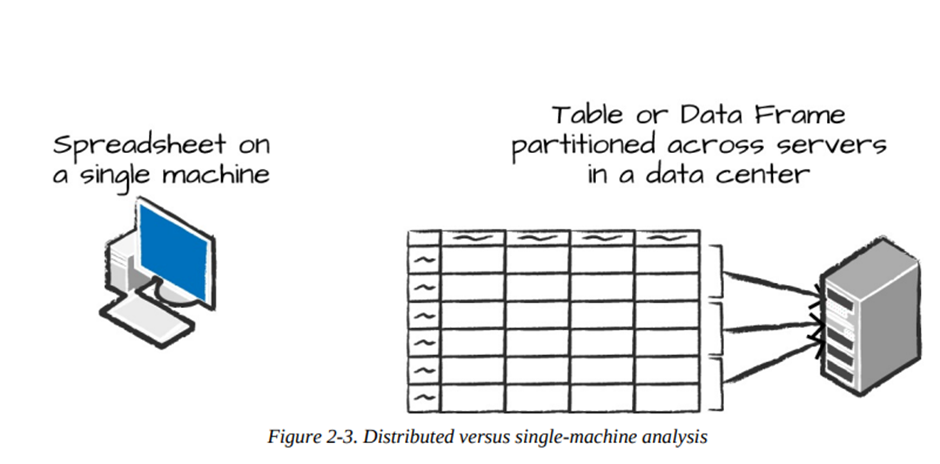 Spreadsheet on
a single machine
Table or Data Frame
partitioned across servers
in a data center
Figure 2-3. Distributed versus single-machine analysis